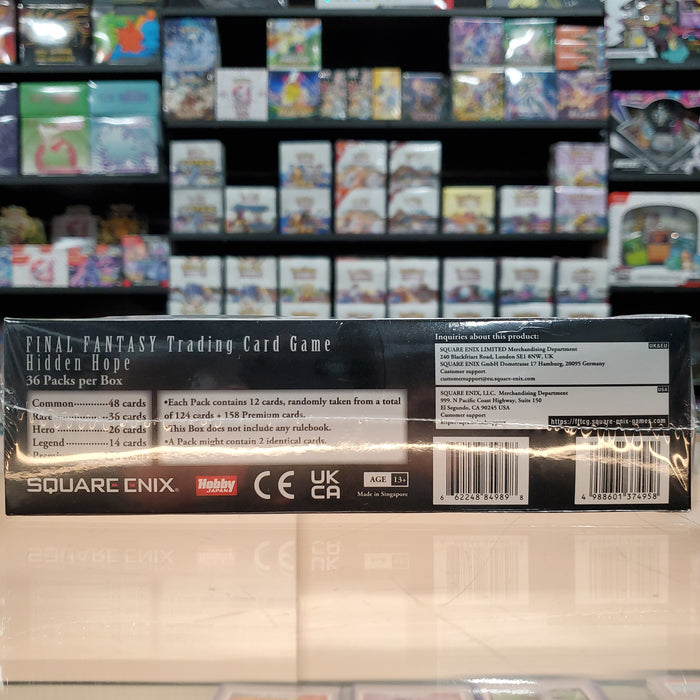 FINAL FANTASY Trading Card Game
Hidden Hope
36 Packs per Box
Common··········48 cards
Rare··············36 cards
Hero··············26 cards
Legend···········14 cards
•Each Pack contains 12 cards, randomly taken from a total
of 124 cards + 158 Premium cards.
•This Box does not include any rulebook.
•A Pack might contain 2 identical cards.
SQUARE ENIX®
Hobby
JAPAN
CE
UK
CA
AGE 13+
Made in Singapore
Inquiries about this product:
UK&EU
SQUARE ENIX LIMITED Merchandising Department
240 Blackfriars Road, London SE1 8NW, UK
SQUARE ENIX GmbH Domstrasse 17 Hamburg, 20095 Germany
Customer support
customersupport@eu.square-enix.com
USA
SQUARE ENIX, LLC. Merchandising Department
999. N Pacific Coast Highway, Suite 150
El Segundo, CA 90245 USA
Customer support
https://fftcg.square-enix-games.com
6 62248 84989 8
4 988601 374958